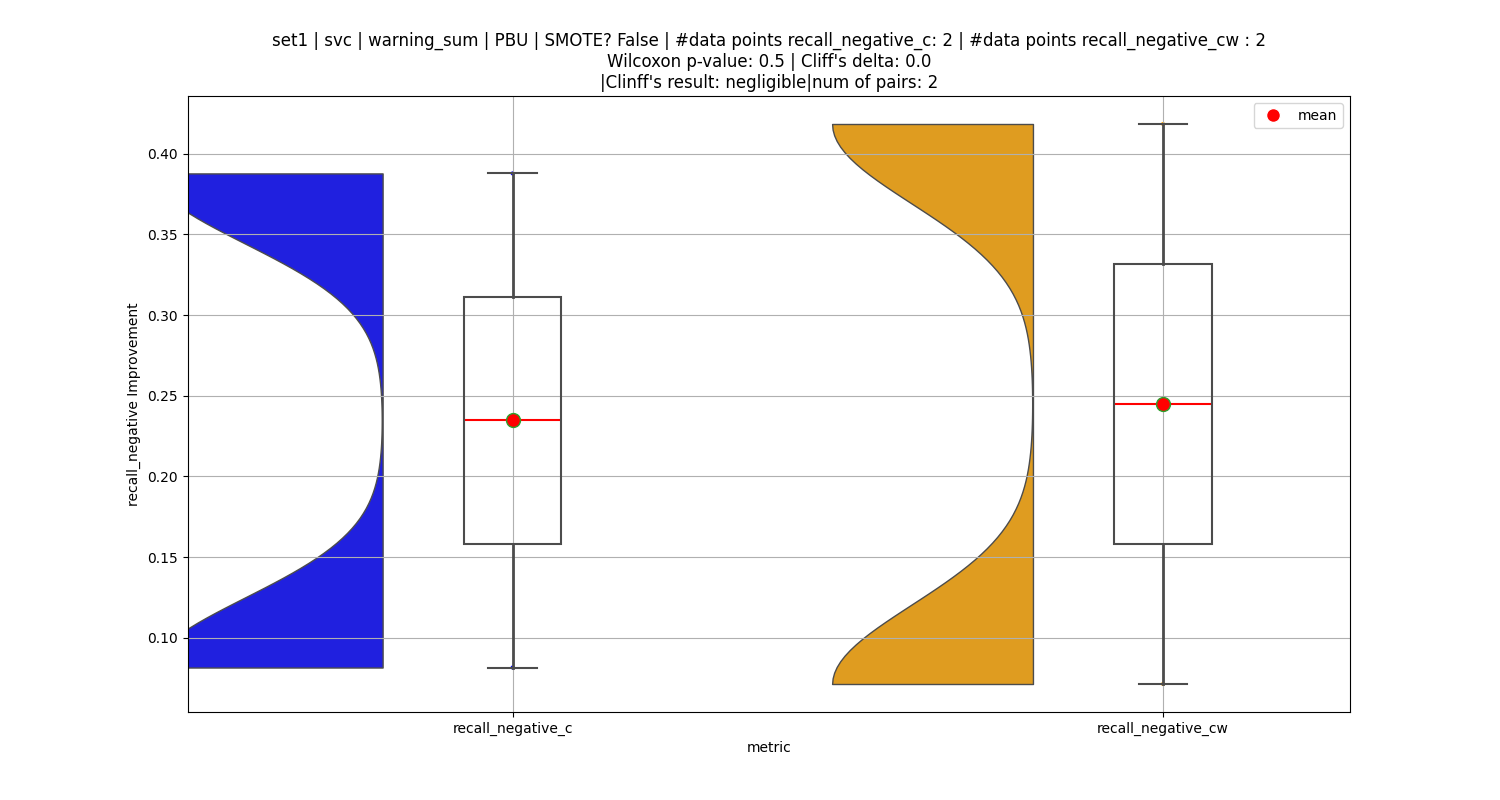 set1 | svc | warning_sum | PBU | SMOTE? False | #data points recall_negative_c: 2 | #data points recall_negative_cw : 2
Wilcoxon p-value: 0.5 | Cliff's delta: 0.0
|Clinff's result: negligible|num of pairs: 2
mean
0.40
0.35
0.30
0.25
0.20
0.15
0.10
recall_negative Improvement
recall_negative_c
recall_negative_cw
metric